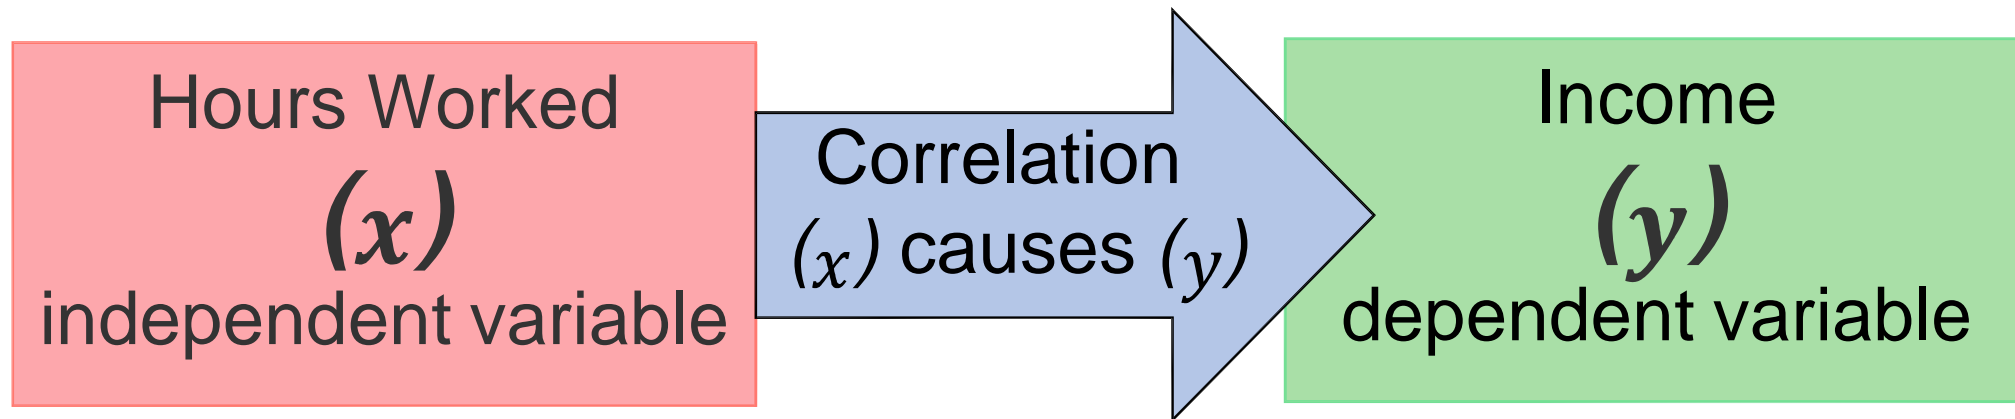 Hours Worked
(x)
independent variable
Correlation
(x) causes (y)
Income
(y)
dependent variable